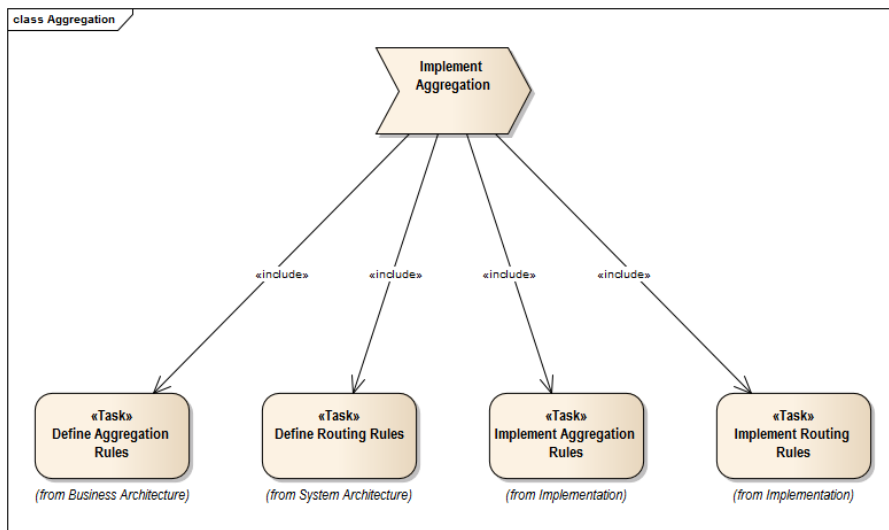 class Aggregation
Implement
Aggregation
«include»
«include»
«include»
«include»
«Task»
Define Aggregation
Rules
(from Business Architecture)
«Task»
Define Routing Rules
(from System Architecture)
«Task»
Implement Aggregation
Rules
(from Implementation)
«Task»
Implement Routing
Rules
(from Implementation)